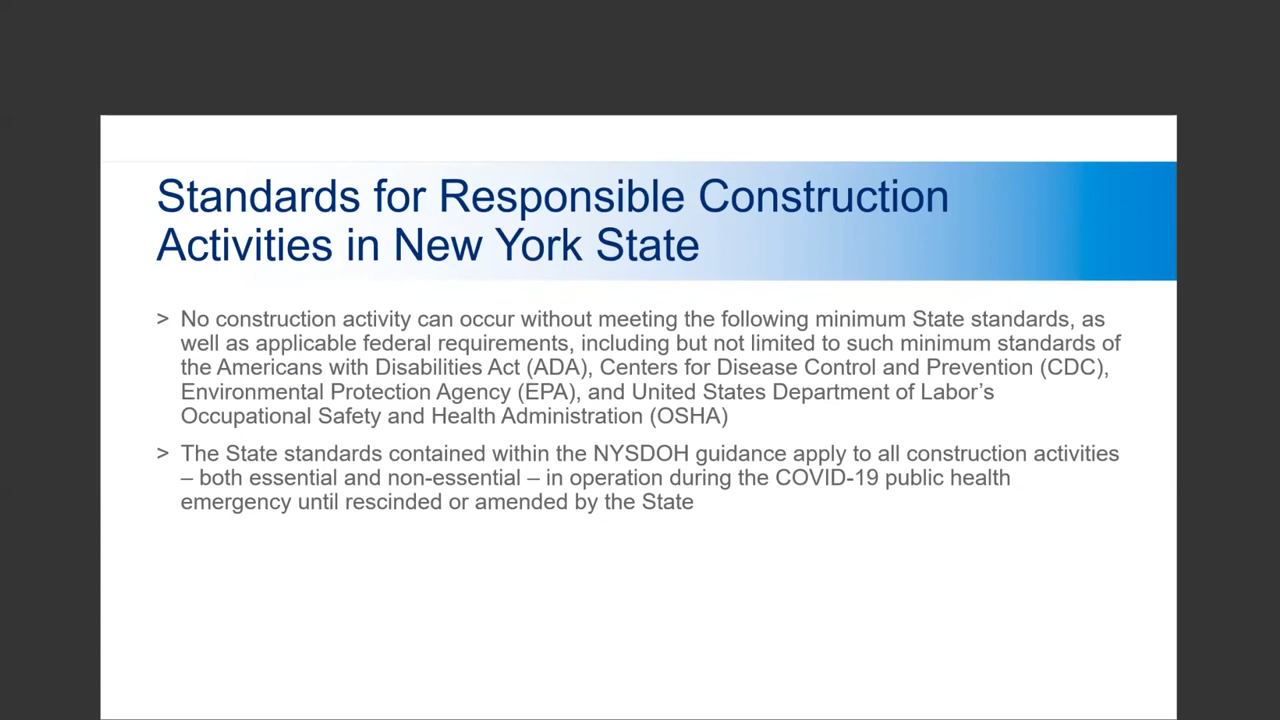 Standards for Responsible Construction
Activities in New York State
> No construction activity can occur without meeting the following minimum State standards, as
well as applicable federal requirements, including but not limited to such minimum standards of
the Americans with Disabilities Act (ADA), Centers for Disease Control and Prevention (CDC),
Environmental Protection Agency (EPA), and United States Department of Labor’s
Occupational Safety and Health Administration (OSHA)
> The State standards contained within the NYSDOH guidance apply to all construction activities
– both essential and non-essential – in operation during the COVID-19 public health
emergency until rescinded or amended by the State